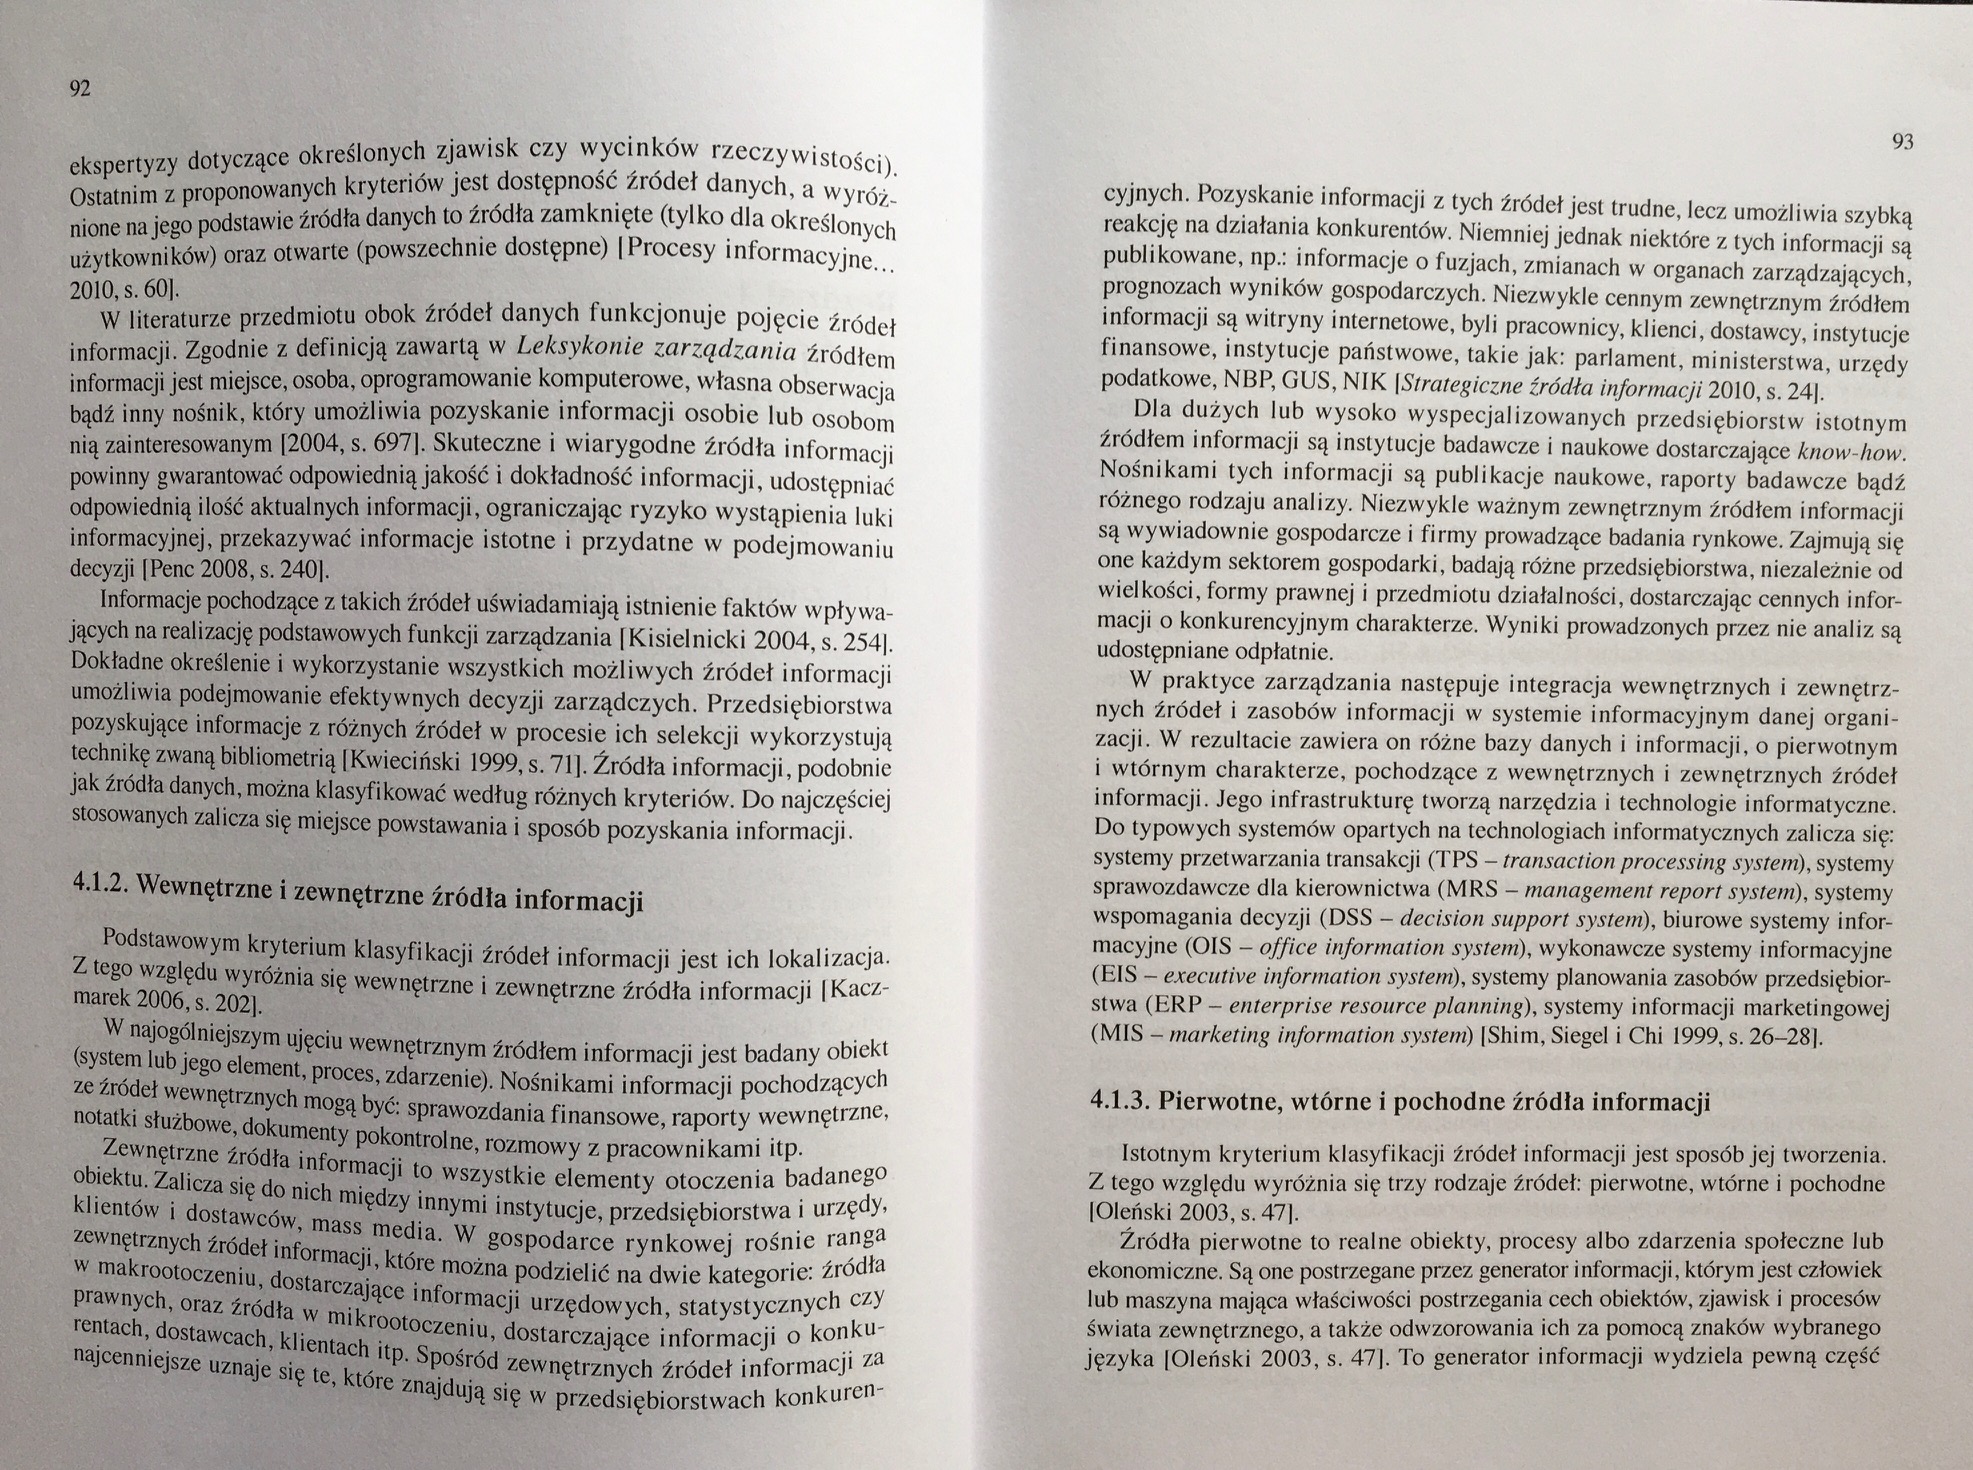 92
ekspertyzy dotyczące określonych zjawisk czy wycinków rzeczywistości).
Ostatnim z proponowanych kryteriów jest dostępność źródeł danych, a wyróż-
nione na jego podstawie źródła danych to źródła zamknięte (tylko dla określonych
użytkowników) oraz otwarte (powszechnie dostępne) [Procesy informacyjne...
2010, s. 60].
W literaturze przedmiotu obok źródeł danych funkcjonuje pojęcie źródeł
informacji. Zgodnie z definicją zawartą w Leksykonie zarządzania źródłem
informacji jest miejsce, osoba, oprogramowanie komputerowe, własna obserwacja
bądź inny nośnik, który umożliwia pozyskanie informacji osobie lub osobom
nią zainteresowanym [2004, s. 697]. Skuteczne i wiarygodne źródła informacji
powinny gwarantować odpowiednią jakość i dokładność informacji, udostępniać
odpowiednią ilość aktualnych informacji, ograniczając ryzyko wystąpienia luki
informacyjnej, przekazywać informacje istotne i przydatne w podejmowaniu
decyzji [Penc 2008, s. 240].
Informacje pochodzące z takich źródeł uświadamiają istnienie faktów wpływa-
jących na realizację podstawowych funkcji zarządzania [Kisielnicki 2004, s. 254].
Dokładne określenie i wykorzystanie wszystkich możliwych źródeł informacji
umożliwia podejmowanie efektywnych decyzji zarządczych. Przedsiębiorstwa
pozyskujące informacje z różnych źródeł w procesie ich selekcji wykorzystują
technikę zwaną bibliometrią [Kwieciński 1999, s. 71]. Źródła informacji, podobnie
jak źródła danych, można klasyfikować według różnych kryteriów. Do najczęściej
stosowanych zalicza się miejsce powstawania i sposób pozyskania informacji.
4.1.2. Wewnętrzne i zewnętrzne źródła informacji
Podstawowym kryterium klasyfikacji źródeł informacji jest ich lokalizacja.
Z tego względu wyróżnia się wewnętrzne i zewnętrzne źródła informacji [Kacz-
marek 2006, s. 202].
W najogólniejszym ujęciu wewnętrznym źródłem informacji jest badany obiekt
(system lub jego element, proces, zdarzenie). Nośnikami informacji pochodzących
ze źródeł wewnętrznych mogą być: sprawozdania finansowe, raporty wewnętrzne,
notatki służbowe, dokumenty pokontrolne, rozmowy z pracownikami itp.
Zewnętrzne źródła informacji to wszystkie elementy otoczenia badanego
obiektu. Zalicza się do nich między innymi instytucje, przedsiębiorstwa i urzędy,
klientów i dostawców, mass media. W gospodarce rynkowej rośnie ranga
zewnętrznych źródeł informacji, które można podzielić na dwie kategorie: źródła
w makrootoczeniu, dostarczające informacji urzędowych, statystycznych czy
prawnych, oraz źródła w mikrootoczeniu, dostarczające informacji o konku-
rentach, dostawcach, klientach itp. Spośród zewnętrznych źródeł informacji za
najcenniejsze uznaje się te, które znajdują się w przedsiębiorstwach konkuren-
93
cyjnych. Pozyskanie informacji z tych źródeł jest trudne, lecz umożliwia szybką
reakcję na działania konkurentów. Niemniej jednak niektóre z tych informacji są
publikowane, np.: informacje o fuzjach, zmianach w organach zarządzających,
prognozach wyników gospodarczych. Niezwykle cennym zewnętrznym źródłem
informacji są witryny internetowe, byli pracownicy, klienci, dostawcy, instytucje
finansowe, instytucje państwowe, takie jak: parlament, ministerstwa, urzędy
podatkowe, NBP, GUS, NIK [Strategiczne źródła informacji 2010, s. 24].
Dla dużych lub wysoko wyspecjalizowanych przedsiębiorstw istotnym
źródłem informacji są instytucje badawcze i naukowe dostarczające know-how.
Nośnikami tych informacji są publikacje naukowe, raporty badawcze bądź
różnego rodzaju analizy. Niezwykle ważnym zewnętrznym źródłem informacji
są wywiadownie gospodarcze i firmy prowadzące badania rynkowe. Zajmują się
one każdym sektorem gospodarki, badają różne przedsiębiorstwa, niezależnie od
wielkości, formy prawnej i przedmiotu działalności, dostarczając cennych infor-
macji o konkurencyjnym charakterze. Wyniki prowadzonych przez nie analiz są
udostępniane odpłatnie.
W praktyce zarządzania następuje integracja wewnętrznych i zewnętrz-
nych źródeł i zasobów informacji w systemie informacyjnym danej organi-
zacji. W rezultacie zawiera on różne bazy danych i informacji, o pierwotnym
i wtórnym charakterze, pochodzące z wewnętrznych i zewnętrznych źródeł
informacji. Jego infrastrukturę tworzą narzędzia i technologie informatyczne.
Do typowych systemów opartych na technologiach informatycznych zalicza się:
systemy przetwarzania transakcji (TPS – transaction processing system), systemy
sprawozdawcze dla kierownictwa (MRS – management report system), systemy
wspomagania decyzji (DSS – decision support system), biurowe systemy infor-
macyjne (OIS – office information system), wykonawcze systemy informacyjne
(EIS – executive information system), systemy planowania zasobów przedsiębior-
stwa (ERP – enterprise resource planning), systemy informacji marketingowej
(MIS – marketing information system) [Shim, Siegel i Chi 1999, s. 26–28].
4.1.3. Pierwotne, wtórne i pochodne źródła informacji
Istotnym kryterium klasyfikacji źródeł informacji jest sposób jej tworzenia.
Z tego względu wyróżnia się trzy rodzaje źródeł: pierwotne, wtórne i pochodne
[Oleński 2003, s. 47].
Źródła pierwotne to realne obiekty, procesy albo zdarzenia społeczne lub
ekonomiczne. Są one postrzegane przez generator informacji, którym jest człowiek
lub maszyna mająca właściwości postrzegania cech obiektów, zjawisk i procesów
świata zewnętrznego, a także odwzorowania ich za pomocą znaków wybranego
języka [Oleński 2003, s. 47]. To generator informacji wydziela pewną część